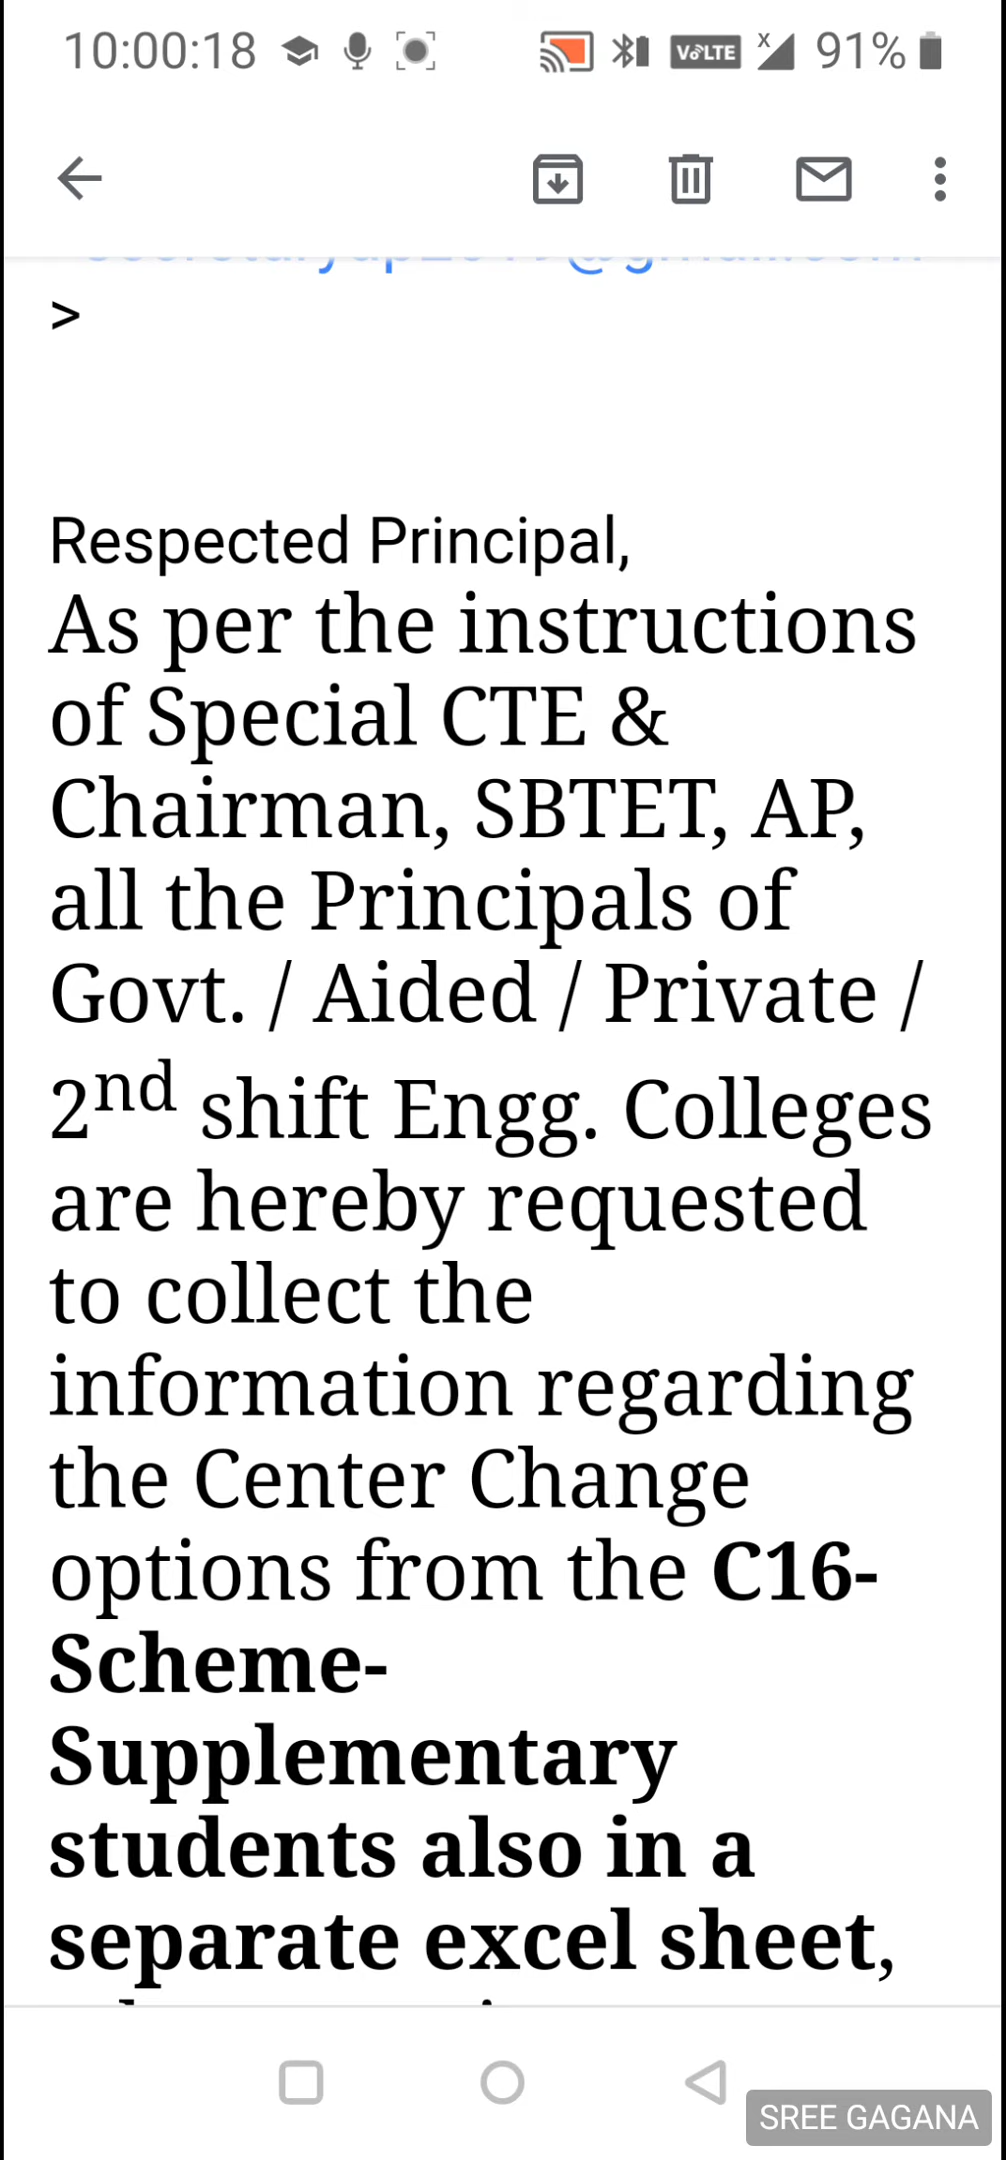 10:00:18 VoLTE x 91%
>
Respected Principal,
As per the instructions
of Special CTE &
Chairman, SBTET, AP,
all the Principals of
Govt. / Aided / Private /
2nd shift Engg. Colleges
are hereby requested
to collect the
information regarding
the Center Change
options from the C16-
Scheme-
Supplementary
students also in a
separate excel sheet,
SREE GAGANA